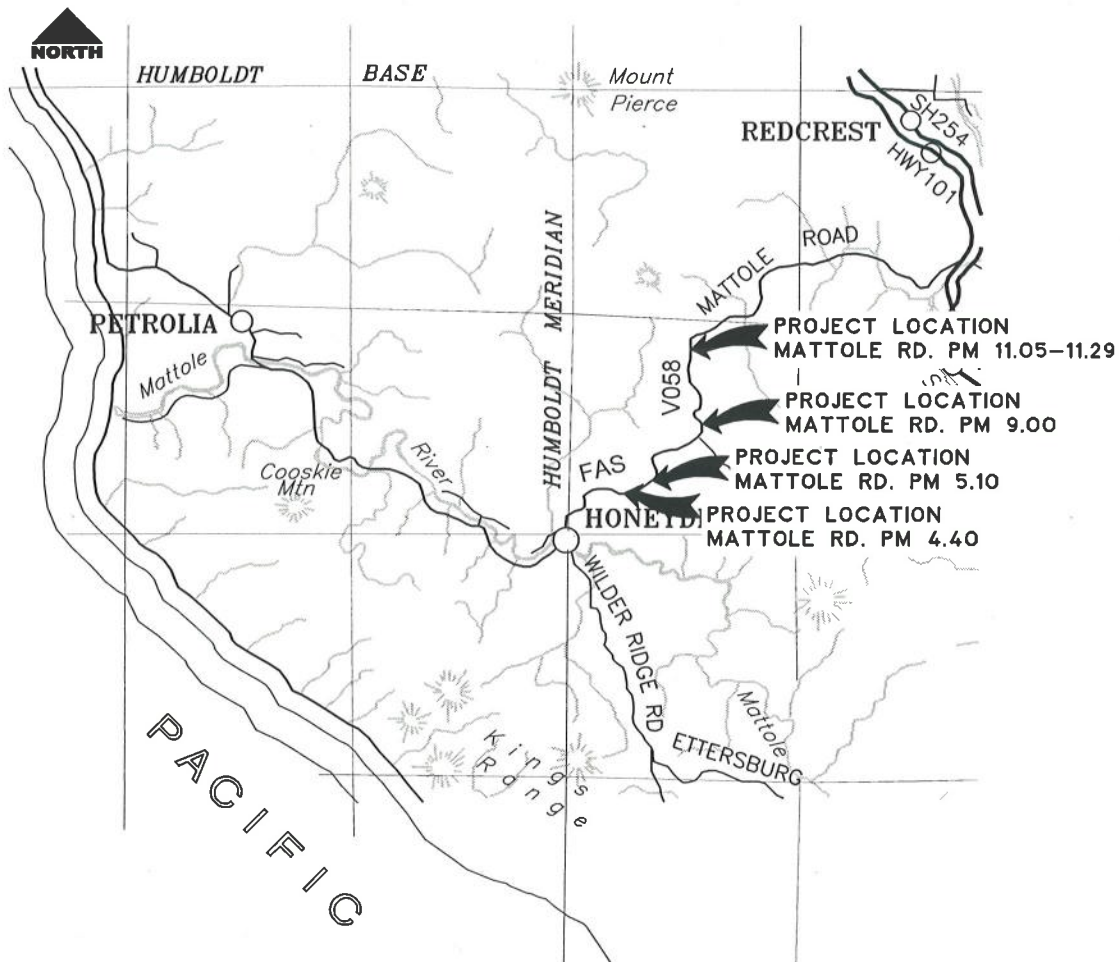 NORTH
HUMBOLDT BASE
Mount
Pierce
REDCREST
SH254
HWY101
MATTOLE ROAD
HUMBOLDT MERIDIAN
PETROLIA
Mattole
River
Cooskie
Mtn
V058
FAS
PROJECT LOCATION
MATTOLE RD. PM 11.05-11.29
PROJECT LOCATION
MATTOLE RD. PM 9.00
PROJECT LOCATION
MATTOLE RD. PM 5.10
PROJECT LOCATION
MATTOLE RD. PM 4.40
HONEYD
WILDER RIDGE RD
ETTERSBURG
Mattole
Kings
Range
PACIFIC